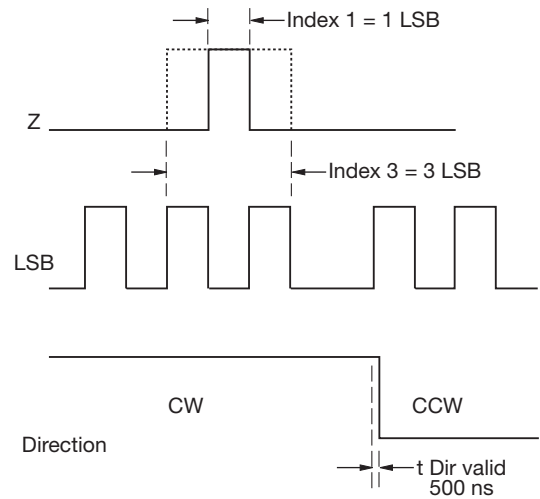 Index 1 = 1 LSB
Z
Index 3 = 3 LSB
LSB
CW
CCW
Direction
t Dir valid
500 ns